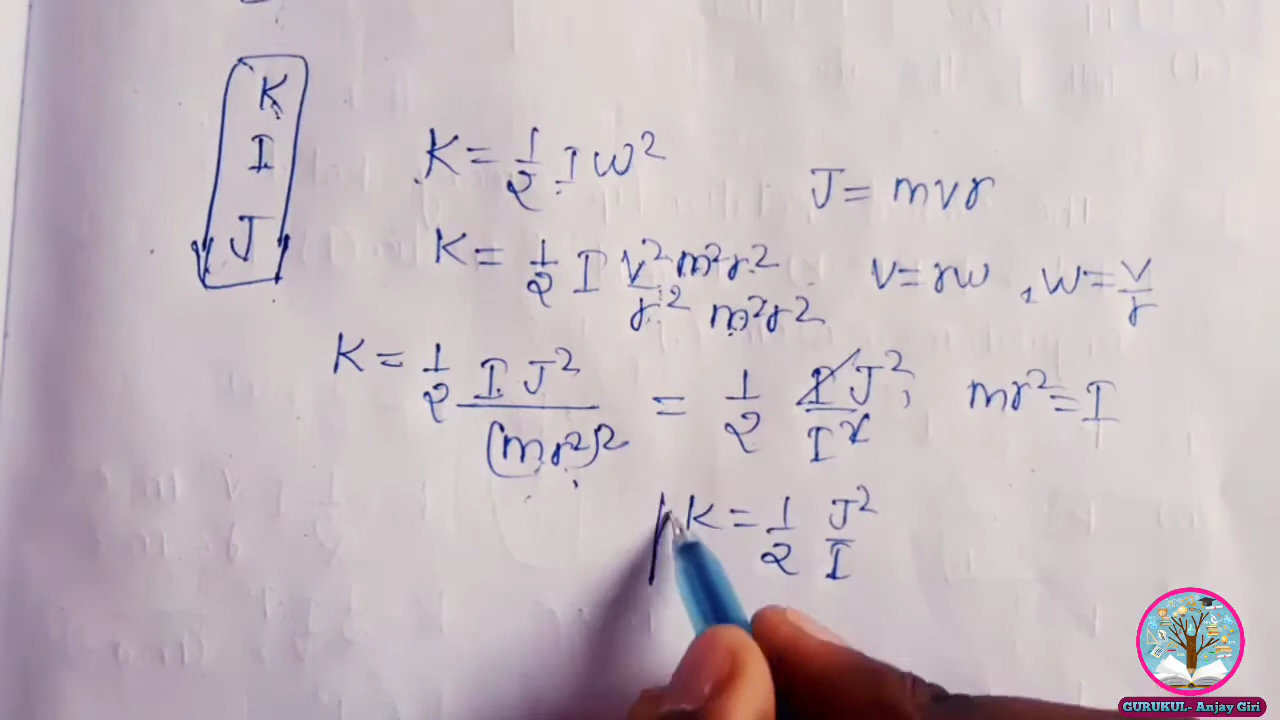 K
I
J
K = 1/2 I W²
J = mvr
K = 1/2 I v²m²r² / r² m²r²
v = rw , w = v/r
K = 1/2 I J² / (mr²)² = 1/2 I J² / I² , mr² = I
K = 1/2 J²/I
GURUKUL- Anjay Giri